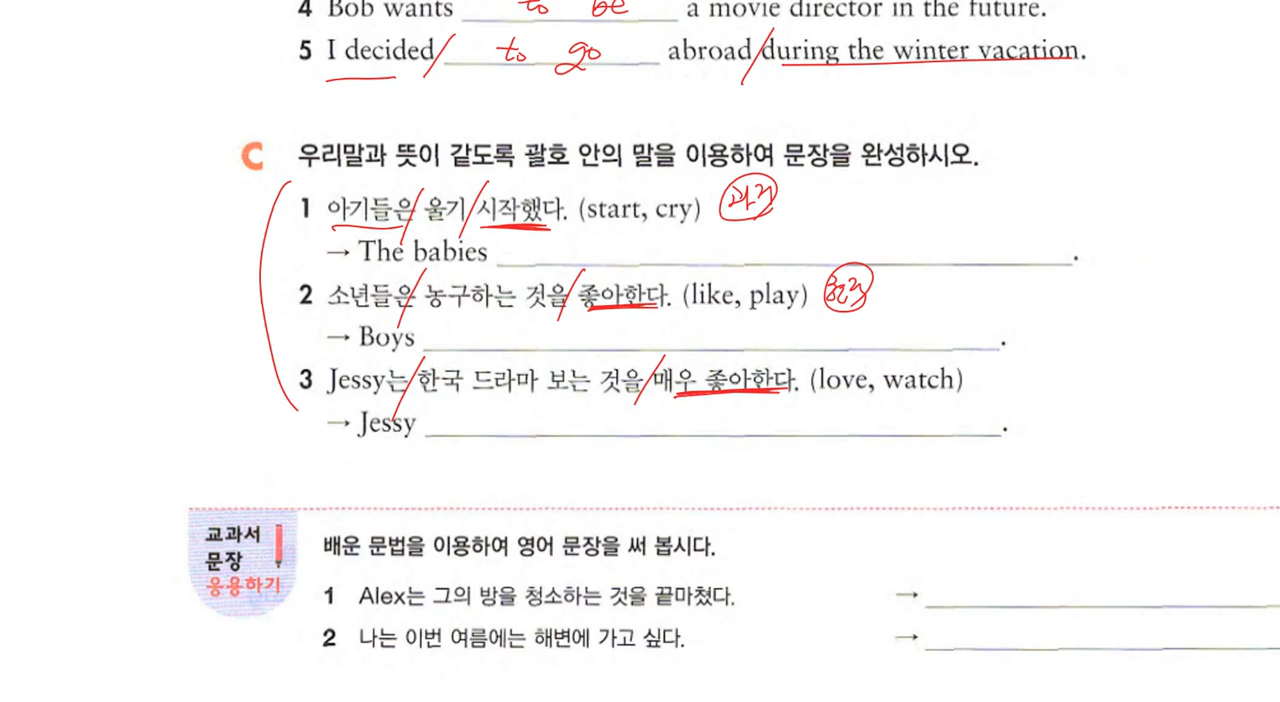 4 Bob wants to be a movie director in the future.
5 I decided to go abroad during the winter vacation.
C 우리말과 뜻이 같도록 괄호 안의 말을 이용하여 문장을 완성하시오.
1 아기들은 울기 시작했다. (start, cry) 과거
→ The babies .
2 소년들은 농구하는 것을 좋아한다. (like, play) 현재
→ Boys .
3 Jessy는 한국 드라마 보는 것을 매우 좋아한다. (love, watch)
→ Jessy .
교과서
문장
응용하기
배운 문법을 이용하여 영어 문장을 써 봅시다.
1 Alex는 그의 방을 청소하는 것을 끝마쳤다. →
2 나는 이번 여름에는 해변에 가고 싶다. →